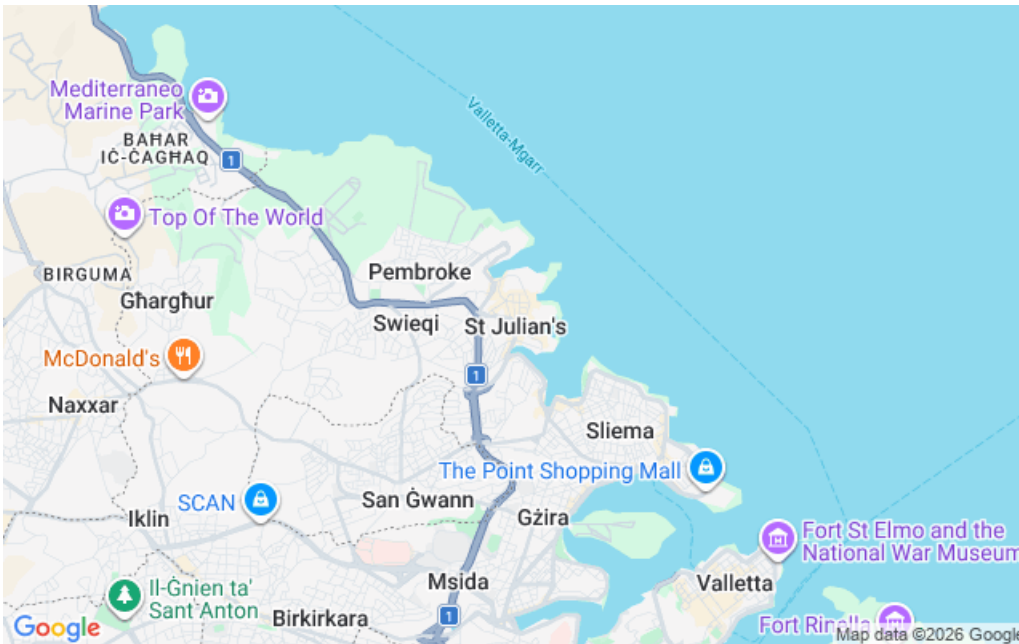 Mediterraneo
Marine Park
BAĦAR
IĊ-ĊAGĦAQ
1
Valletta-Mgarr
Top Of The World
BIRGUMA
Għargħur
Pembroke
Swieqi
St Julian's
McDonald's
1
Naxxar
Sliema
The Point Shopping Mall
SCAN
San Ġwann
Iklin
Gżira
Fort St Elmo and the
National War Museum
Msida
Valletta
Il-Ġnien ta'
Sant'Anton
Birkirkara
1
Fort Rinella
Google
Map data ©2026 Google